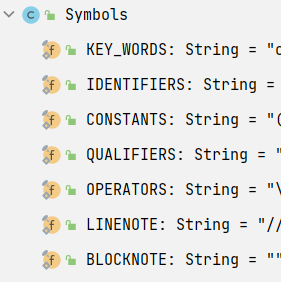 Symbols
KEY_WORDS: String = "
IDENTIFIERS: String =
CONSTANTS: String = "(
QUALIFIERS: String = "
OPERATORS: String = "\
LINENOTE: String = "//
BLOCKNOTE: String = ""